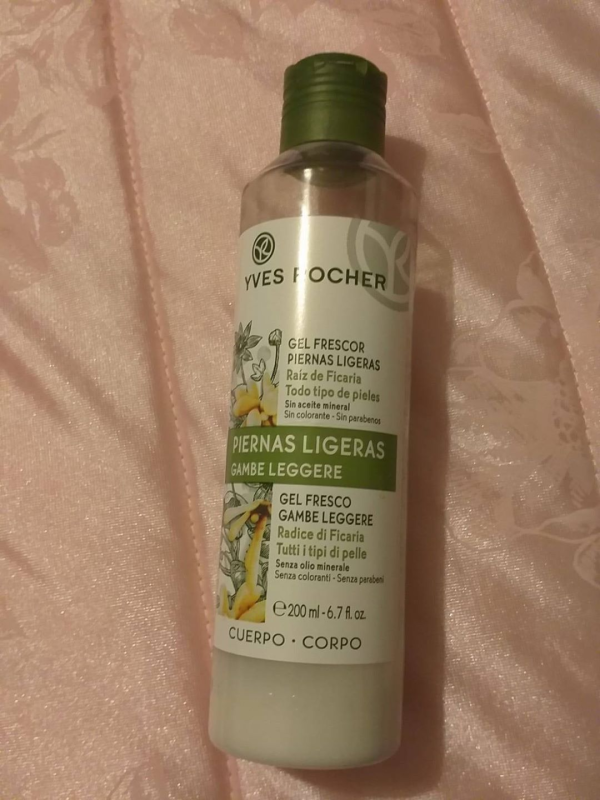 YVES ROCHER
GEL FRESCOR
PIERNAS LIGERAS
Raíz de Ficaria
Todo tipo de pieles
Sin aceite mineral
Sin colorante - Sin parabenos
PIERNAS LIGERAS
GAMBE LEGGERE
GEL FRESCO
GAMBE LEGGERE
Radice di Ficaria
Tutti i tipi di pelle
Senza olio minerale
Senza coloranti - Senza parabeni
℮200 ml - 6.7 fl. oz.
CUERPO • CORPO